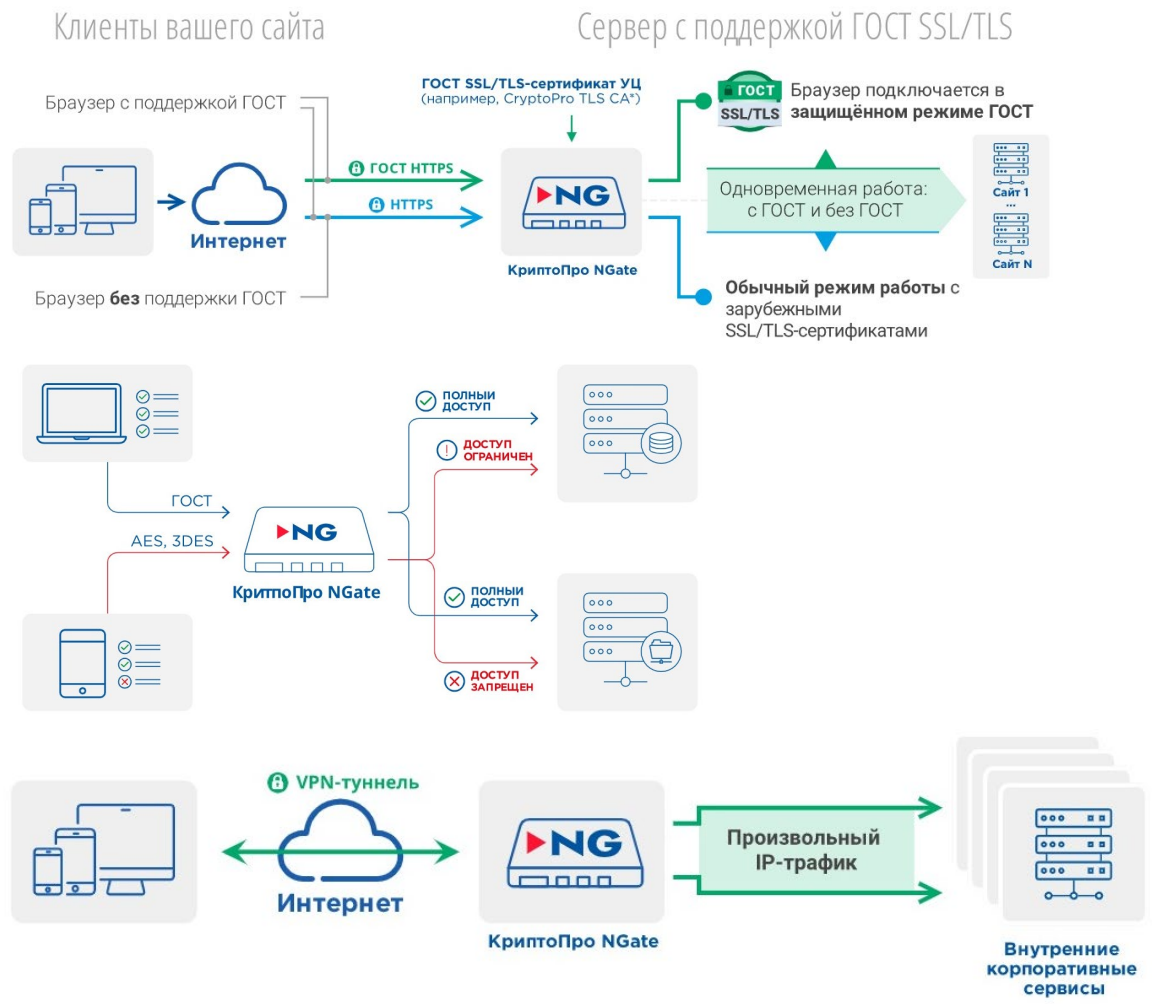 Клиенты вашего сайта
Сервер с поддержкой ГОСТ SSL/TLS
Браузер с поддержкой ГОСТ
ГОСТ SSL/TLS-сертификат УЦ
(например, CryptoPro TLS CA*)
ГОСТ
SSL/TLS
Браузер подключается в
защищённом режиме ГОСТ
ГОСТ HTTPS
HTTPS
Интернет
NG
КриптоПро NGate
Одновременная работа:
с ГОСТ и без ГОСТ
Сайт 1
...
Сайт N
Браузер без поддержки ГОСТ
Обычный режим работы с
зарубежными
SSL/TLS-сертификатами
ПОЛНЫЙ
ДОСТУП
ДОСТУП
ОГРАНИЧЕН
ГОСТ
AES, 3DES
NG
КриптоПро NGate
ПОЛНЫЙ
ДОСТУП
ДОСТУП
ЗАПРЕЩЕН
VPN-туннель
Интернет
NG
КриптоПро NGate
Произвольный
IP-трафик
Внутренние
корпоративные
сервисы